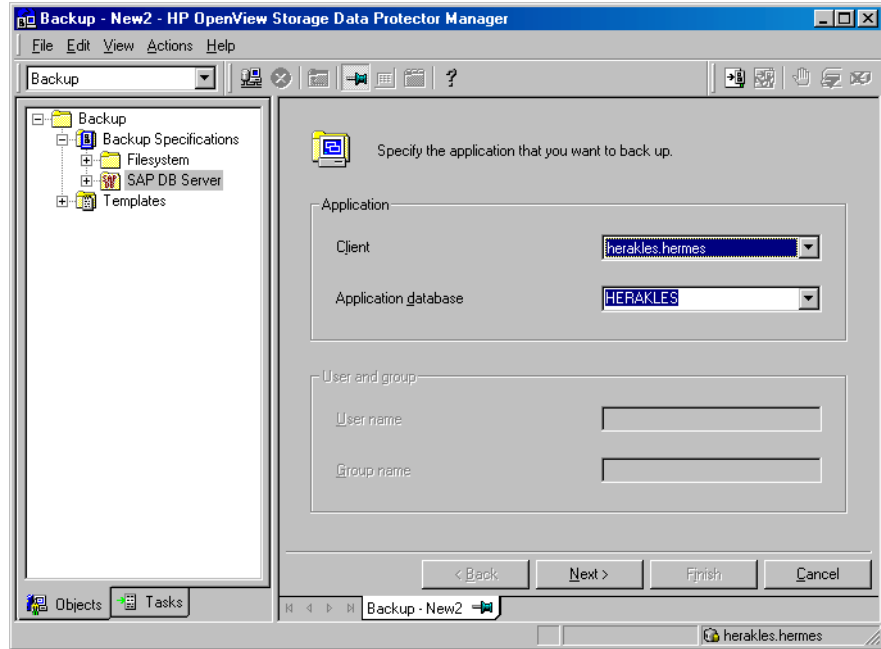 Backup - New2 - HP OpenView Storage Data Protector Manager
File Edit View Actions Help
Backup
?
Backup
Backup Specifications
Filesystem
SAP DB Server
Templates
Specify the application that you want to back up.
Application
Client
herakles.hermes
Application database
HERAKLES
User and group
User name
Group name
< Back
Next >
Finish
Cancel
Objects
Tasks
Backup - New2
herakles.hermes